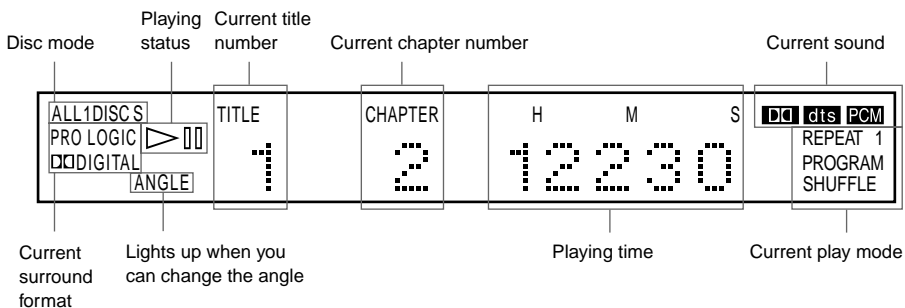 Playing status
Current title number
Disc mode
Current chapter number
Current sound
ALL1DISC S
TITLE
CHAPTER
H M S
dts PCM
PRO LOGIC
REPEAT 1
DIGITAL
1
2
12230
PROGRAM
ANGLE
SHUFFLE
Current surround format
Lights up when you
can change the angle
Playing time
Current play mode